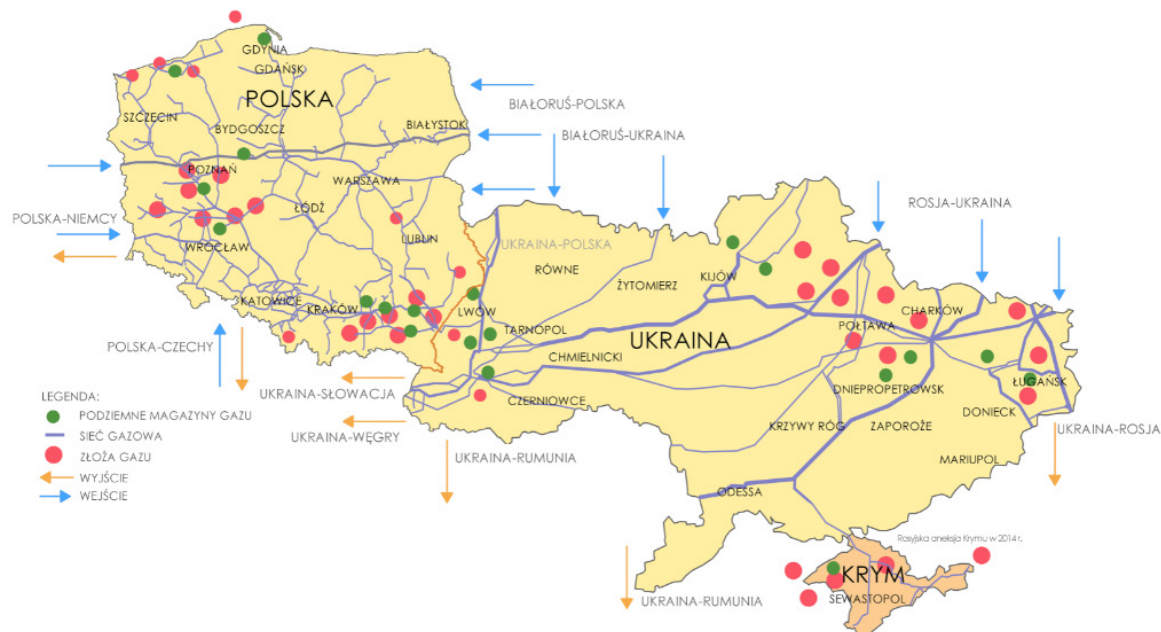 GDYNIA
GDAŃSK
POLSKA
SZCZECIN
BYDGOSZCZ
BIAŁYSTOK
BIAŁORUŚ-POLSKA
BIAŁORUŚ-UKRAINA
POZNAŃ
WARSZAWA
POLSKA-NIEMCY
ŁÓDŹ
WROCŁAW
LUBLIN
UKRAINA-POLSKA
ROSJA-UKRAINA
RÓWNE
ŻYTOMIERZ
KIJÓW
KATOWICE
KRAKÓW
LWÓW
TARNOPOL
CHARKÓW
POŁTAWA
UKRAINA
POLSKA-CZECHY
CHMIELNICKI
UKRAINA-SŁOWACJA
CZERNIOWCE
DNIEPROPETROWSK
ŁUGAŃSK
DONIECK
LEGENDA:
PODZIEMNE MAGAZYNY GAZU
SIEĆ GAZOWA
ZŁOŻA GAZU
WYJŚCIE
WEJŚCIE
UKRAINA-WĘGRY
UKRAINA-RUMUNIA
KRZYWY RÓG
ZAPOROŻE
UKRAINA-ROSJA
MARIUPOL
ODESSA
Rosyjska aneksja Krymu w 2014 r.
KRYM
SEWASTOPOL
UKRAINA-RUMUNIA